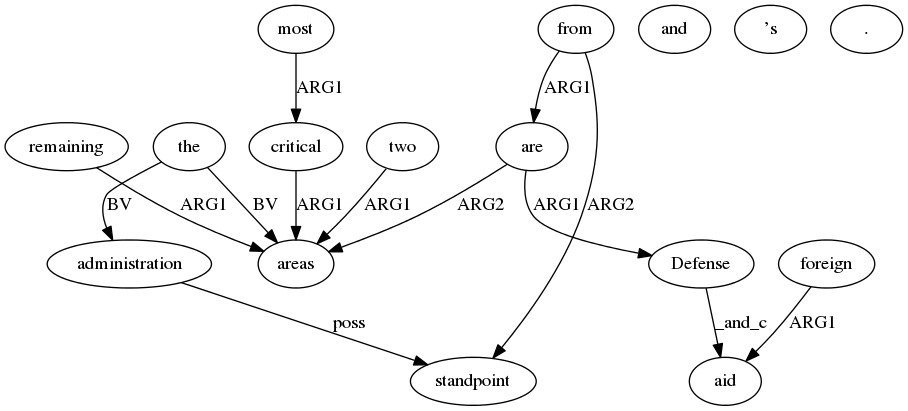 most from and 's .
ARG1 ARG1
remaining the critical two are
BV ARG1 BV ARG1 ARG1 ARG2 ARG1 ARG2
administration areas Defense foreign
poss _and_c ARG1
standpoint aid